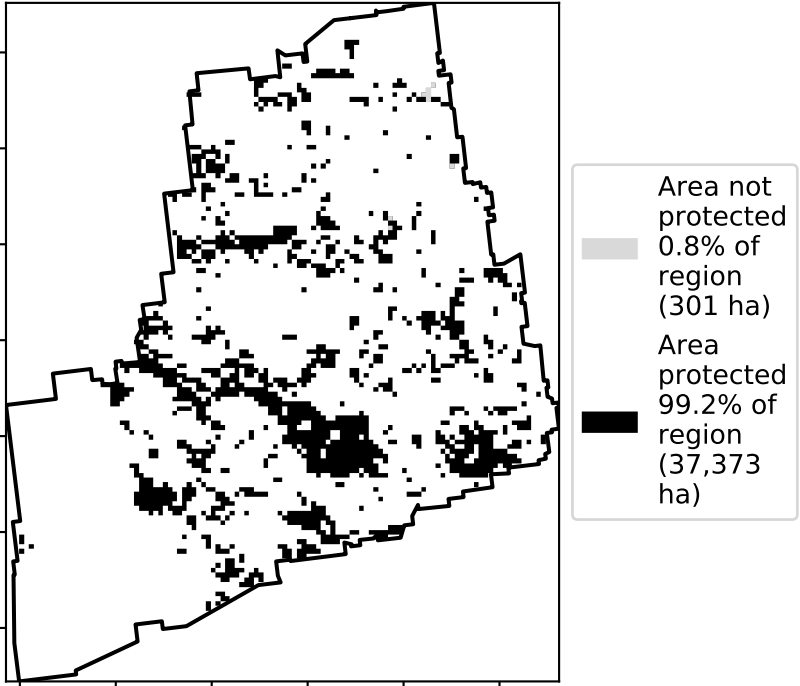 Area not
protected
0.8% of
region
(301 ha)
Area
protected
99.2% of
region
(37,373
ha)